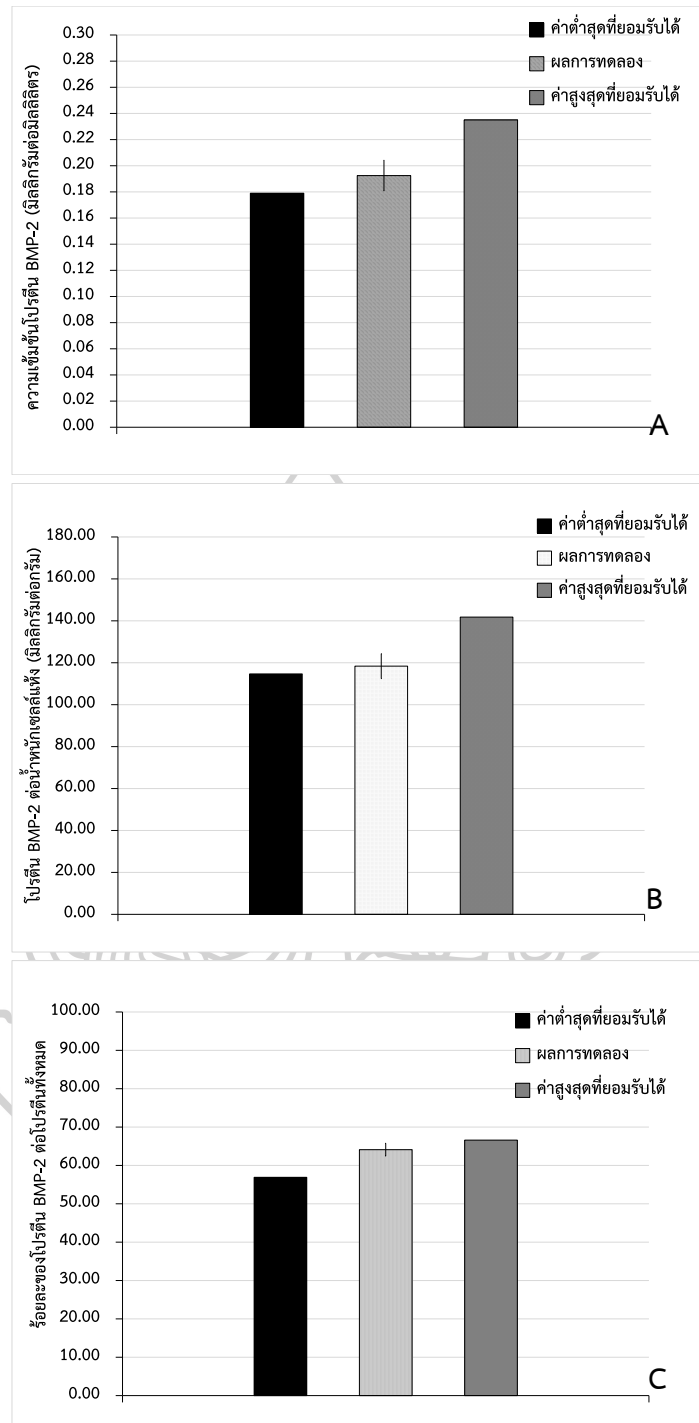 ความเข้มข้นโปรตีน BMP-2 (มิลลิกรัมต่อมิลลิลิตร)
0.30
0.28
0.26
0.24
0.22
0.20
0.18
0.16
0.14
0.12
0.10
0.08
0.06
0.04
0.02
0.00
ค่าต่ำสุดที่ยอมรับได้
ผลการทดลอง
ค่าสูงสุดที่ยอมรับได้
A
โปรตีน BMP-2 ต่อน้ำหนักเซลล์แห้ง (มิลลิกรัมต่อกรัม)
180.00
160.00
140.00
120.00
100.00
80.00
60.00
40.00
20.00
0.00
ค่าต่ำสุดที่ยอมรับได้
ผลการทดลอง
ค่าสูงสุดที่ยอมรับได้
B
ร้อยละของโปรตีน BMP-2 ต่อโปรตีนทั้งหมด
100.00
90.00
80.00
70.00
60.00
50.00
40.00
30.00
20.00
10.00
0.00
ค่าต่ำสุดที่ยอมรับได้
ผลการทดลอง
ค่าสูงสุดที่ยอมรับได้
C